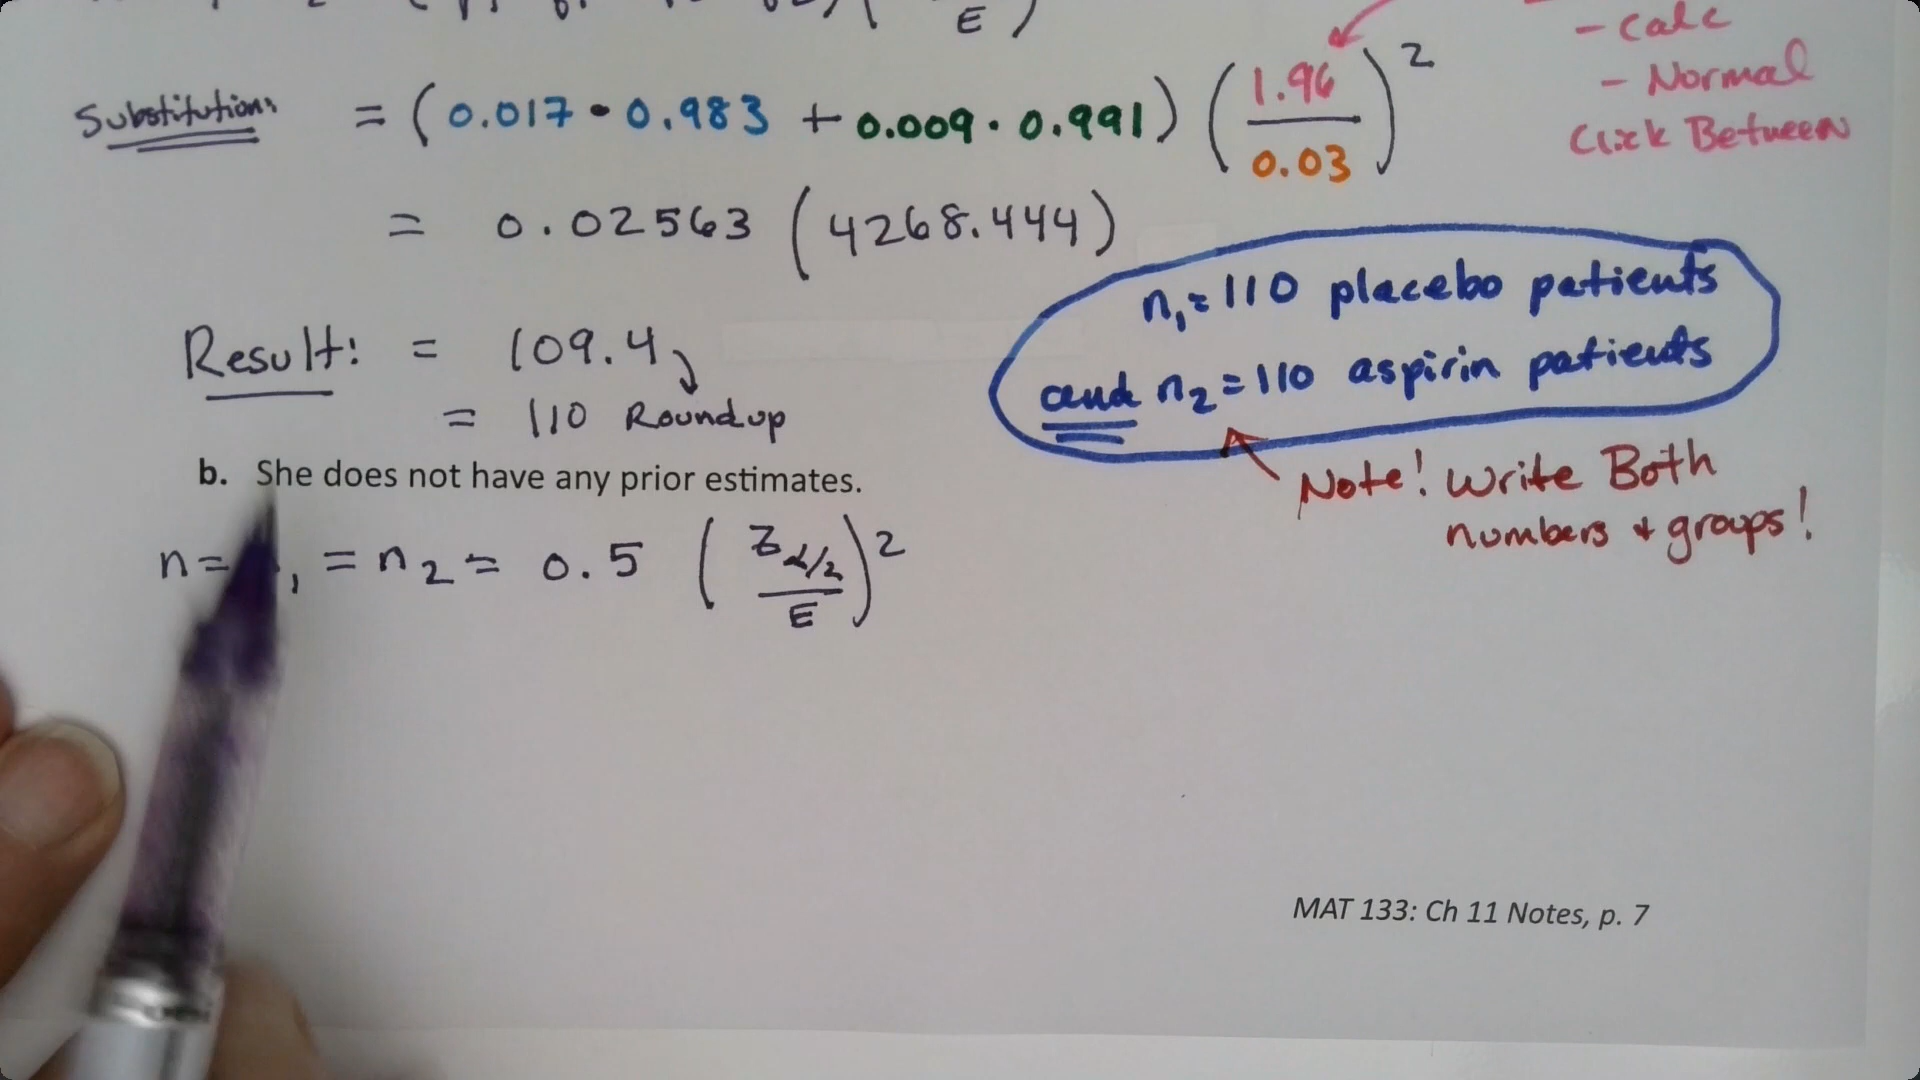 E )
Substitution: = (0.017 • 0.983 + 0.009 · 0.991) (1.96 / 0.03)²
- Calc
- Normal
Click Between
= 0.02563 (4268.444)
n₁ = 110 placebo patients
and n₂ = 110 aspirin patients
Result: = 109.4
= 110 Round up
Note! Write Both
numbers + groups!
b. She does not have any prior estimates.
n = ₁ = n₂ = 0.5 (Z α/2 / E)²
MAT 133: Ch 11 Notes, p. 7